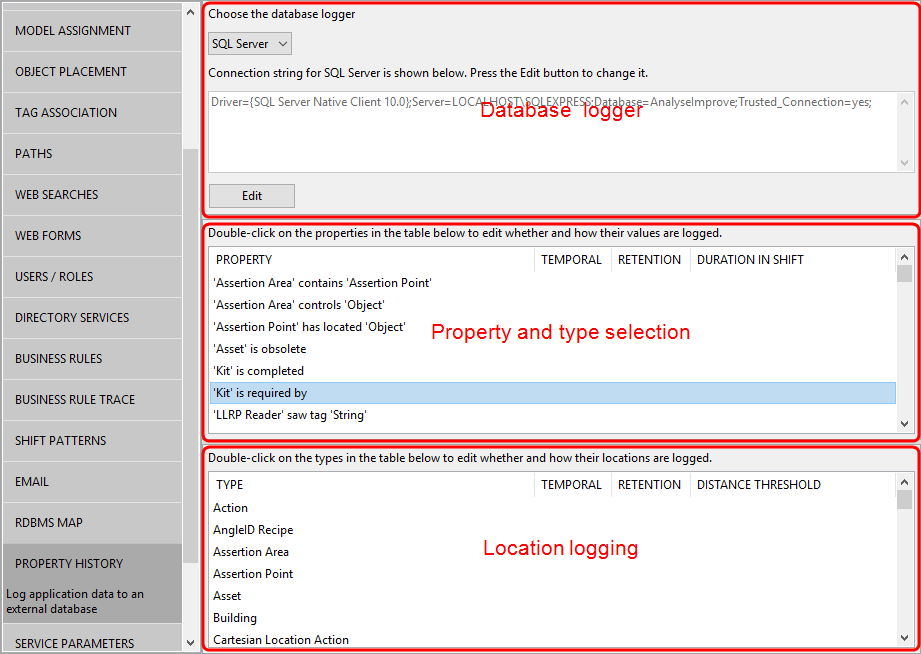 MODEL ASSIGNMENT
OBJECT PLACEMENT
TAG ASSOCIATION
PATHS
WEB SEARCHES
WEB FORMS
USERS / ROLES
DIRECTORY SERVICES
BUSINESS RULES
BUSINESS RULE TRACE
SHIFT PATTERNS
EMAIL
RDBMS MAP
PROPERTY HISTORY
Log application data to an
external database
SERVICE PARAMETERS
Choose the database logger
SQL Server
Connection string for SQL Server is shown below. Press the Edit button to change it.
Driver={SQL Server Native Client 10.0};Server=LOCALHOST\SQLEXPRESS;Database=AnalyseImprove;Trusted_Connection=yes;
Database logger
Edit
Double-click on the properties in the table below to edit whether and how their values are logged.
PROPERTY TEMPORAL RETENTION DURATION IN SHIFT
'Assertion Area' contains 'Assertion Point'
'Assertion Area' controls 'Object'
'Assertion Point' has located 'Object'
Property and type selection
'Asset' is obsolete
'Kit' is completed
'Kit' is required by
'LLRP Reader' saw tag 'String'
Double-click on the types in the table below to edit whether and how their locations are logged.
TYPE TEMPORAL RETENTION DISTANCE THRESHOLD
Action
AngleID Recipe
Assertion Area
Location logging
Assertion Point
Asset
Building
Cartesian Location Action